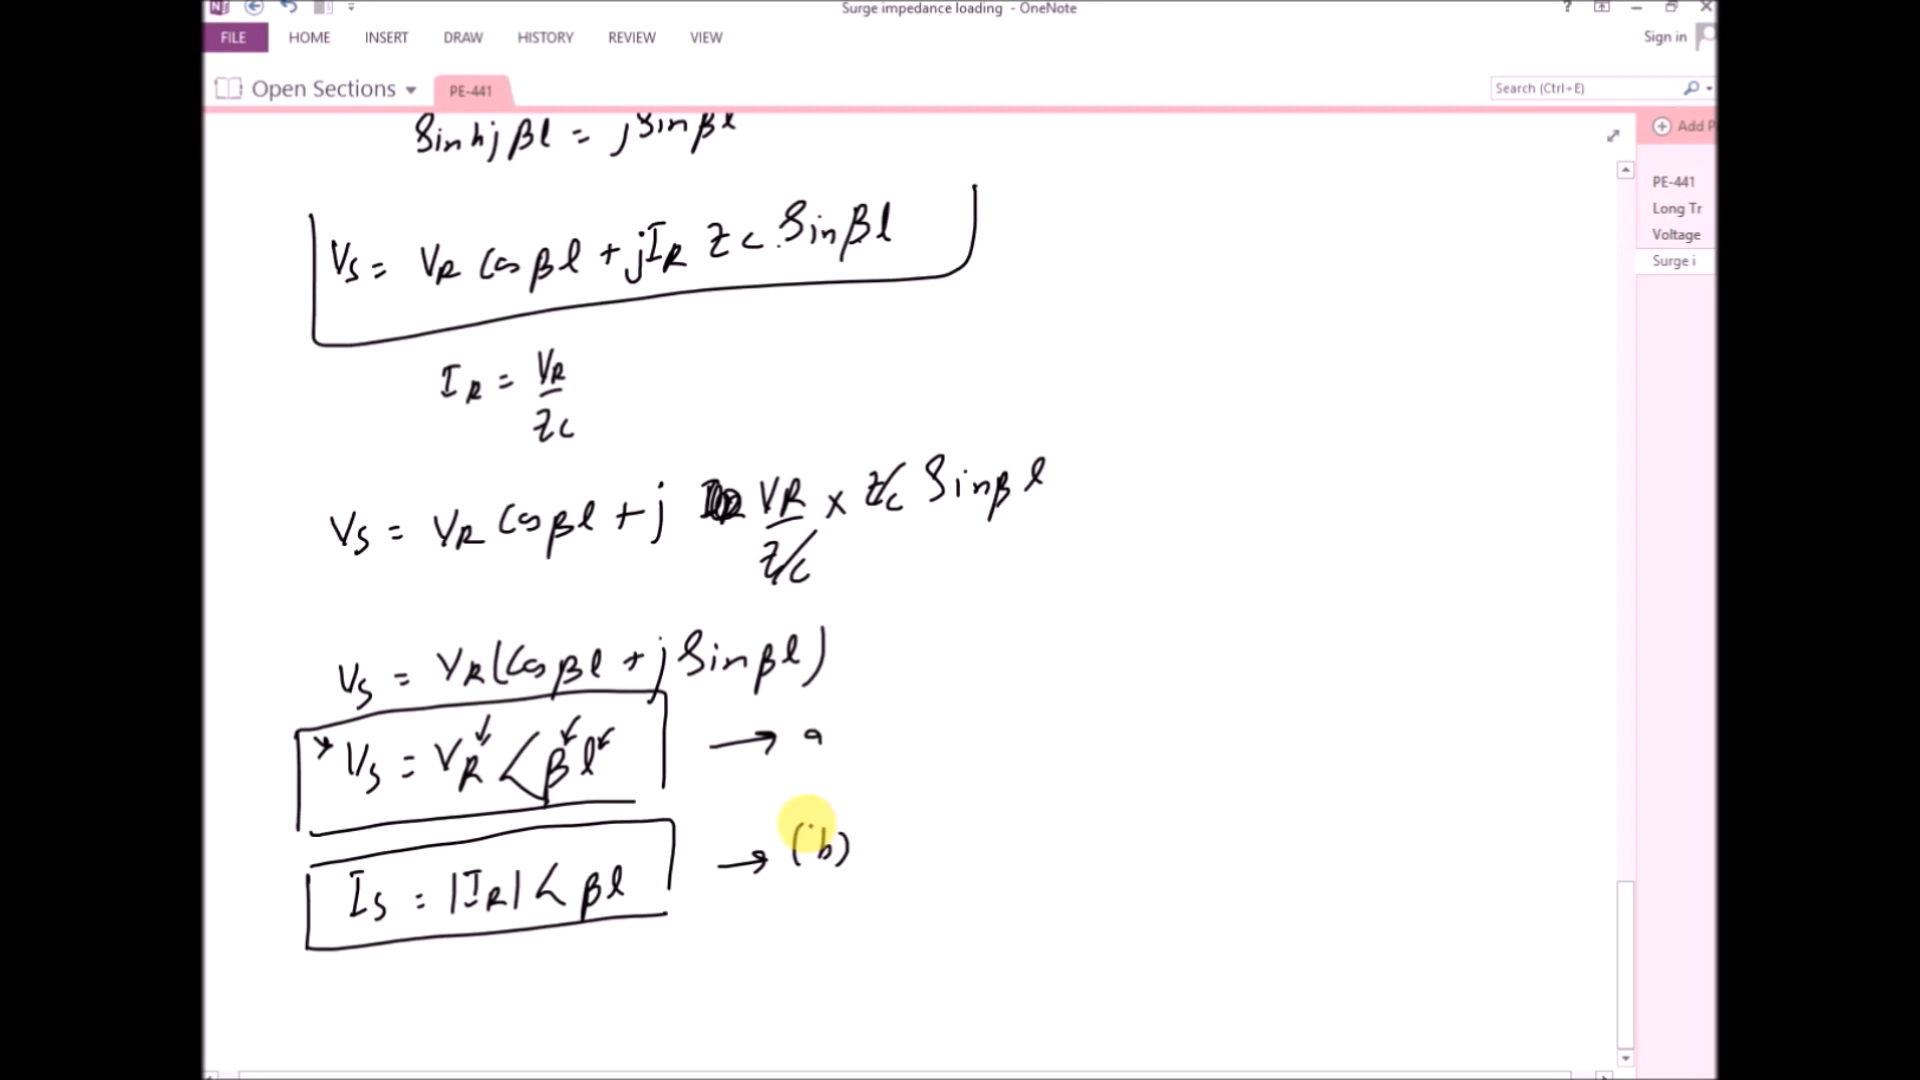 Surge impedance loading - OneNote
?
FILE HOME INSERT DRAW HISTORY REVIEW VIEW
Sign in
Open Sections PE-441
Search (Ctrl+E)
Add P
PE-441
Long Tr
Voltage
Surge i
Sinhjβl = jSinβl
Vs = VR Cosβl + jIR Zc.Sinβl
IR = VR/Zc
Vs = VR Cosβl + j VR/Zc × Zc Sinβl
Vs = VR(Cosβl + jSinβl)
Vs = VR∠βl → a
Is = |IR|∠βl → (b)